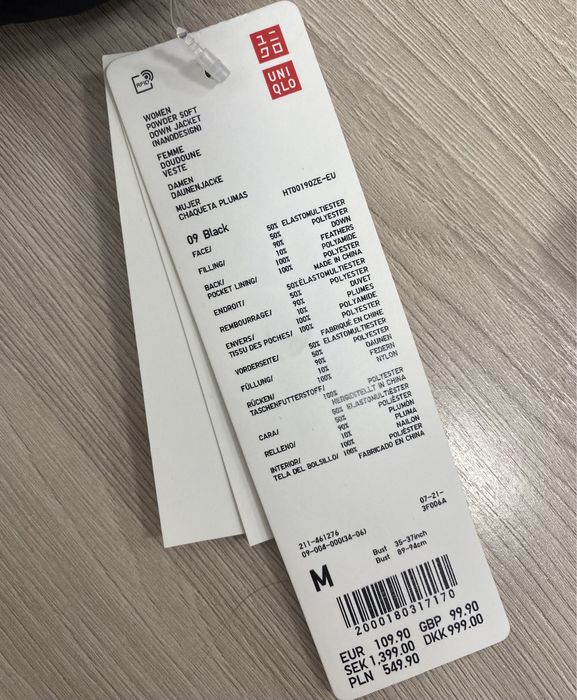 RFID
ユニ
クロ
UNI
QLO
WOMEN
POWDER SOFT
DOWN JACKET
(NANODESIGN)
FEMME
DOUDOUNE
VESTE
DAMEN
DAUNENJACKE
MUJER
CHAQUETA PLUMAS
HT00190ZE-EU
09 Black
FACE/ 50% ELASTOMULTIESTER
50% POLYESTER
FILLING/ 90% DOWN
10% FEATHERS
BACK/ 100% POLYAMIDE
POCKET LINING/ 100% POLYESTER
MADE IN CHINA
ENDROIT/ 50% ÉLASTOMULTIESTER
50% POLYESTER
REMBOURRAGE/ 90% DUVET
10% PLUMES
ENVERS/ 100% POLYAMIDE
TISSU DES POCHES/ 100% POLYESTER
FABRIQUÉ EN CHINE
VORDERSEITE/ 50% ELASTOMULTIESTER
50% POLYESTER
FÜLLUNG/ 90% DAUNEN
10% FEDERN
RÜCKEN/ 100% NYLON
TASCHENFUTTERSTOFF/ 100% POLYESTER
HERGESTELLT IN CHINA
CARA/ 50% ELASTOMULTIÉSTER
50% POLIÉSTER
RELLENO/ 90% PLUMÓN
10% PLUMA
INTERIOR/ 100% NAILON
TELA DEL BOLSILLO/ 100% POLIÉSTER
FABRICADO EN CHINA
07-21-
3F006A
211-461276
09-004-000(34-06)
Bust 35-37inch
Bust 89-94cm
M
2000180317170
EUR 109.90 GBP 99.90
SEK 1,399.00 DKK 999.00
PLN 549.90